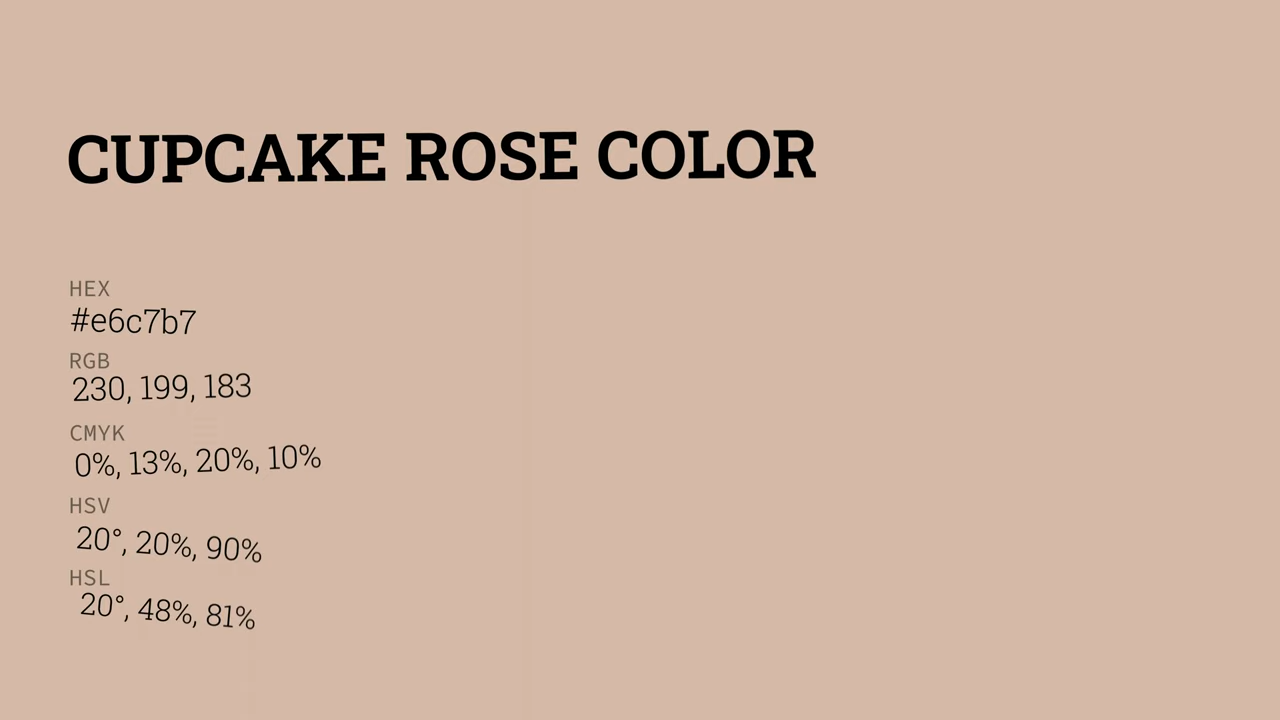 CUPCAKE ROSE COLOR
HEX
#e6c7b7
RGB
230, 199, 183
CMYK
0%, 13%, 20%, 10%
HSV
20°, 20%, 90%
HSL
20°, 48%, 81%